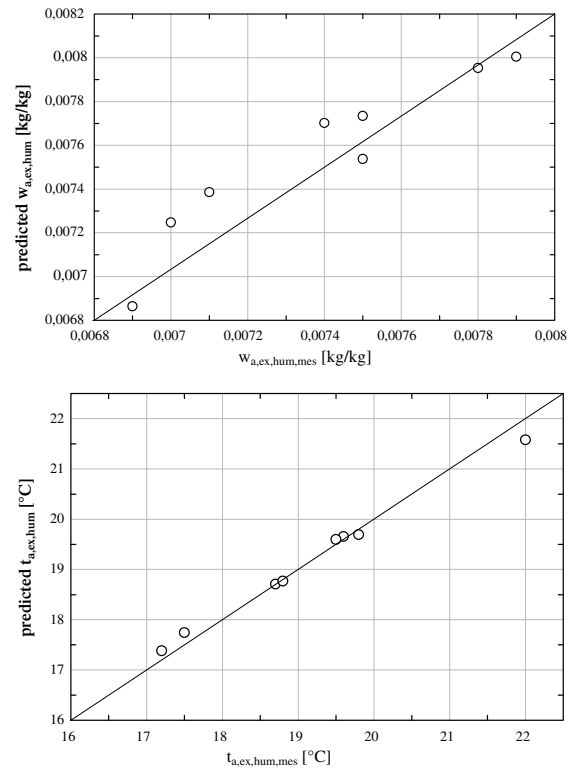 0,0082
0,008
0,0078
0,0076
0,0074
0,0072
0,007
0,0068
predicted wa,ex,hum [kg/kg]
0,0068 0,007 0,0072 0,0074 0,0076 0,0078 0,008
wa,ex,hum,mes [kg/kg]
22
21
20
19
18
17
16
predicted ta,ex,hum [°C]
16 17 18 19 20 21 22
ta,ex,hum,mes [°C]